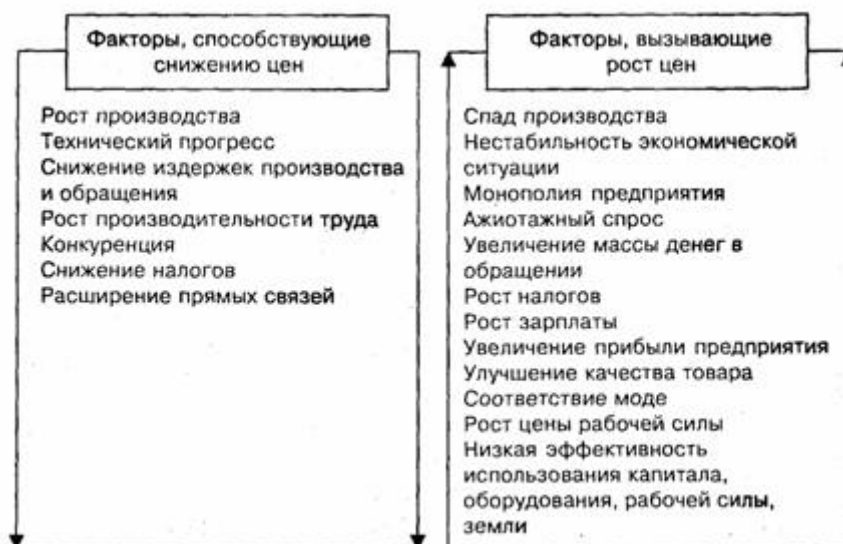 Факторы, способствующие
снижению цен
Рост производства
Технический прогресс
Снижение издержек производства
и обращения
Рост производительности труда
Конкуренция
Снижение налогов
Расширение прямых связей
Факторы, вызывающие
рост цен
Спад производства
Нестабильность экономической
ситуации
Монополия предприятия
Ажиотажный спрос
Увеличение массы денег в
обращении
Рост налогов
Рост зарплаты
Увеличение прибыли предприятия
Улучшение качества товара
Соответствие моде
Рост цены рабочей силы
Низкая эффективность
использования капитала,
оборудования, рабочей силы,
земли